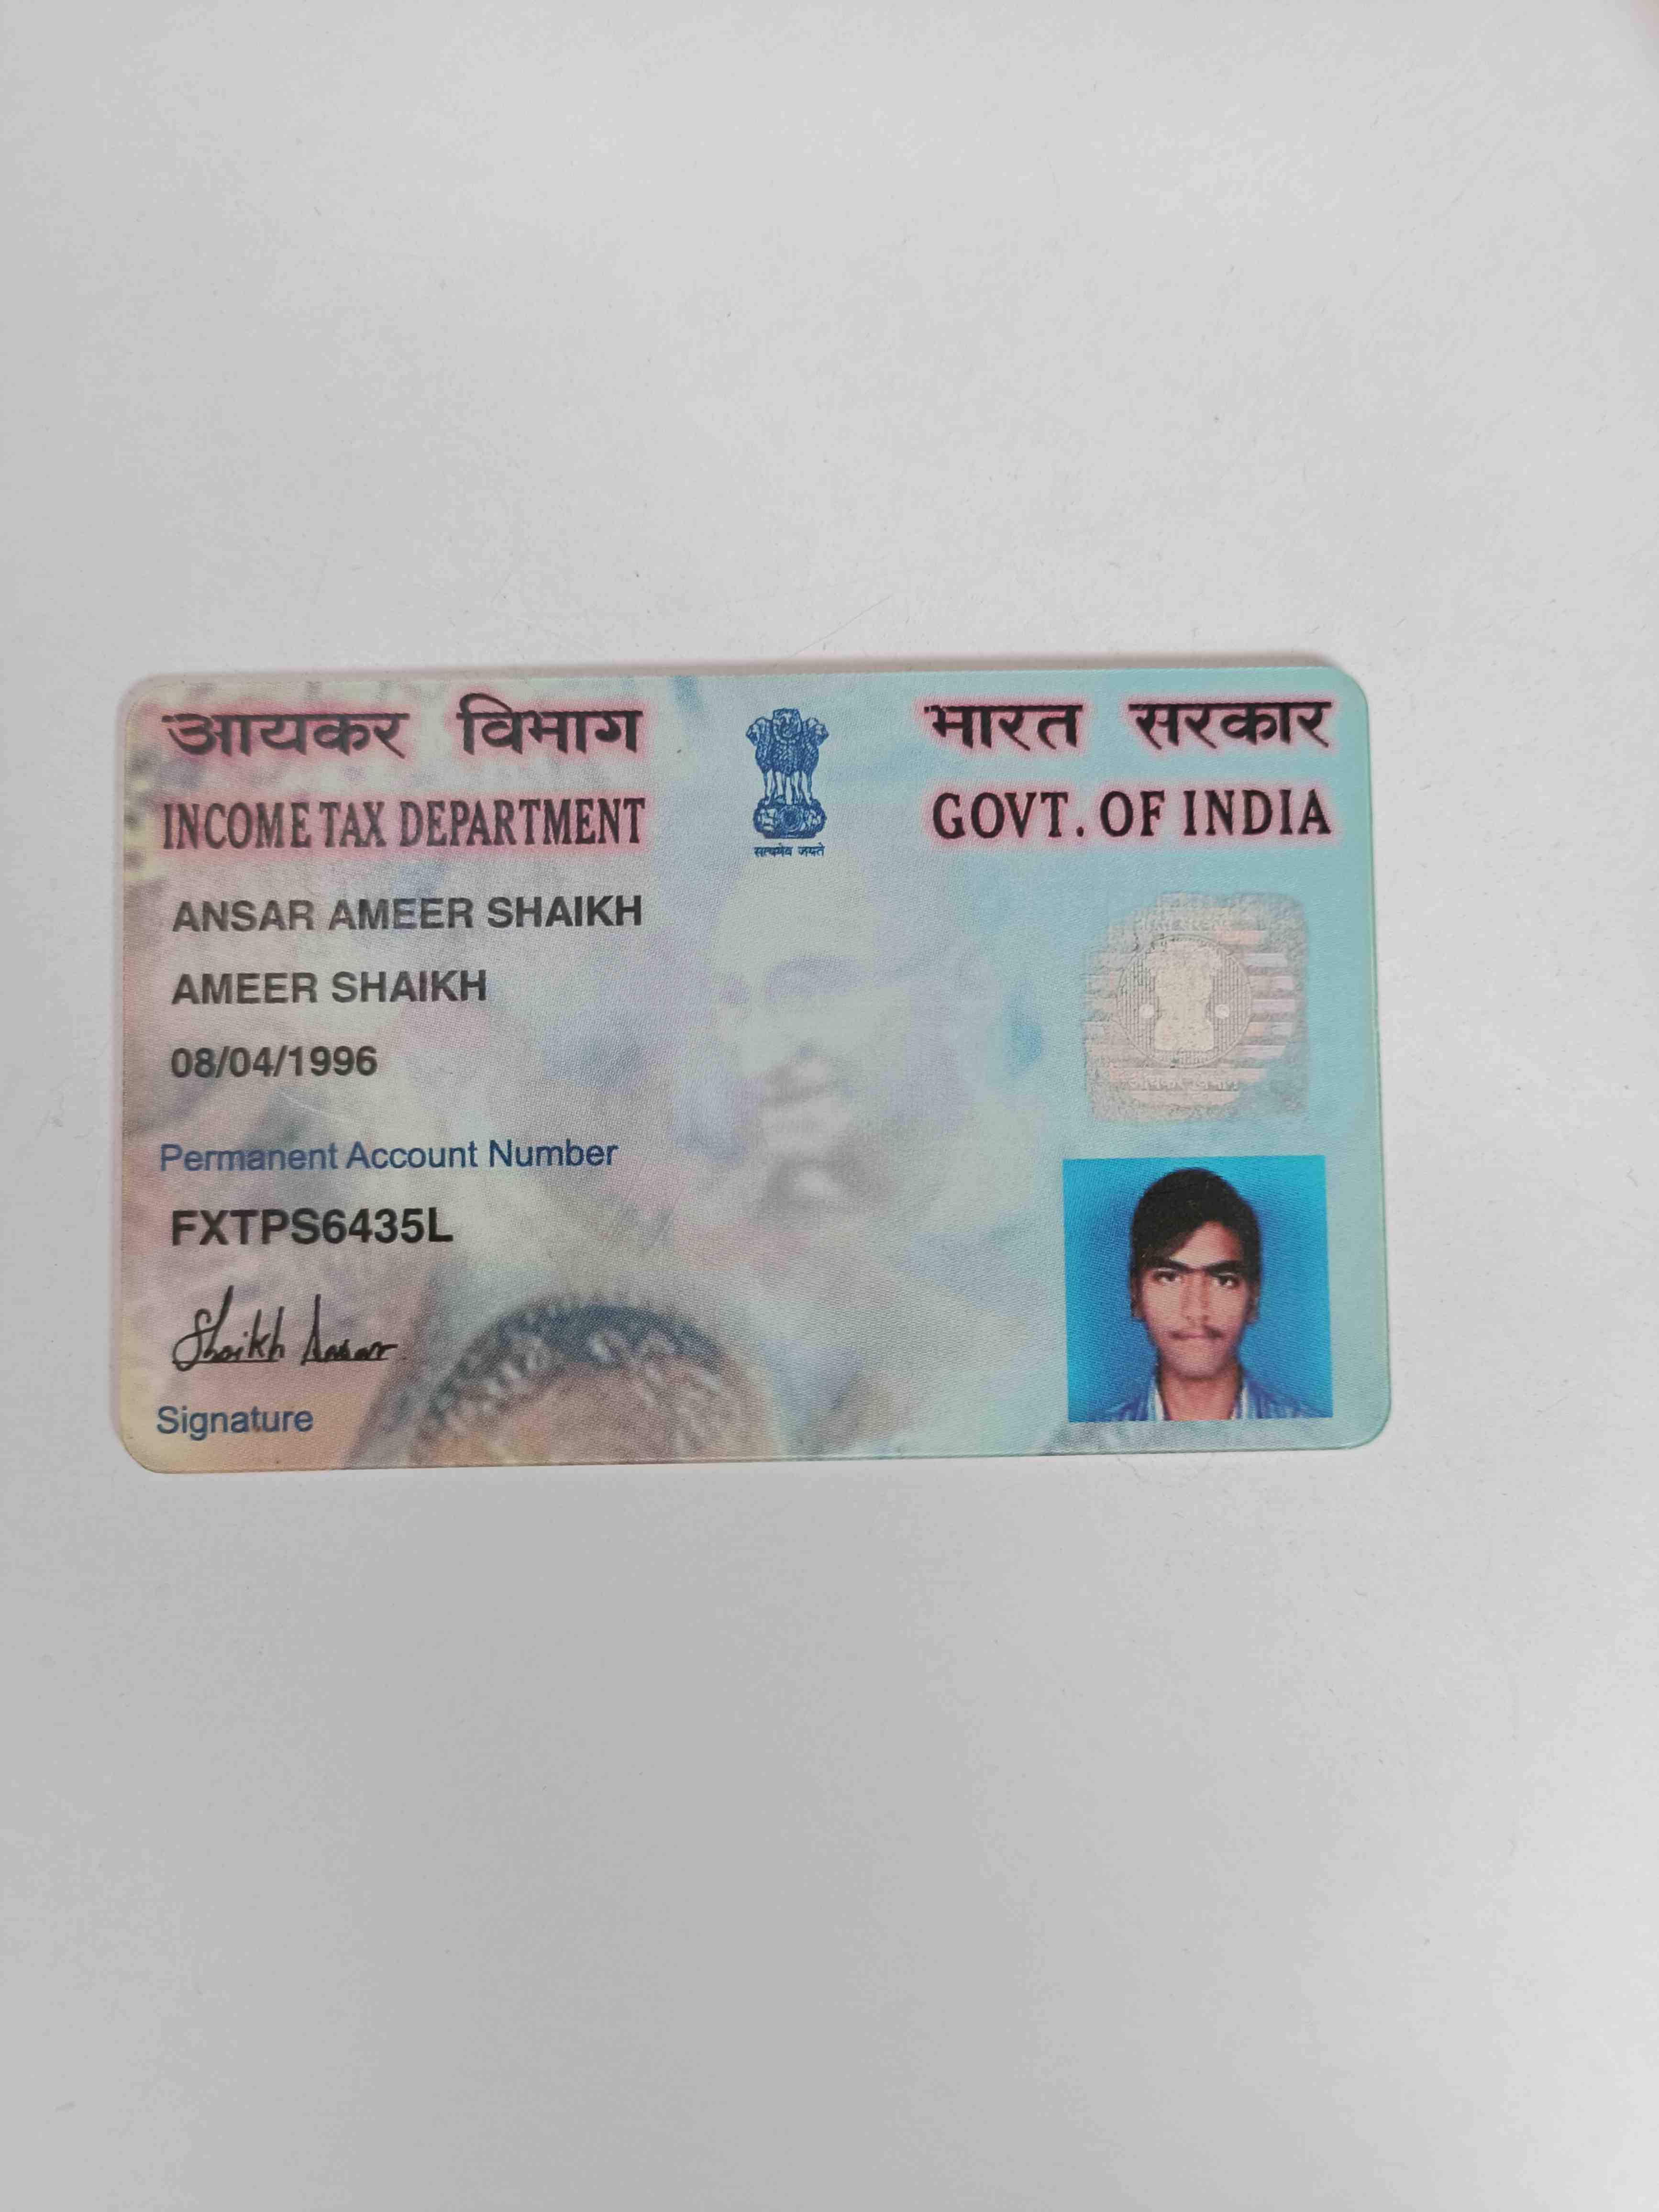 आयकर विभाग
INCOME TAX DEPARTMENT
सत्यमेव जयते
भारत सरकार
GOVT. OF INDIA
ANSAR AMEER SHAIKH
AMEER SHAIKH
08/04/1996
Permanent Account Number
FXTPS6435L
Shaikh Ansar
Signature